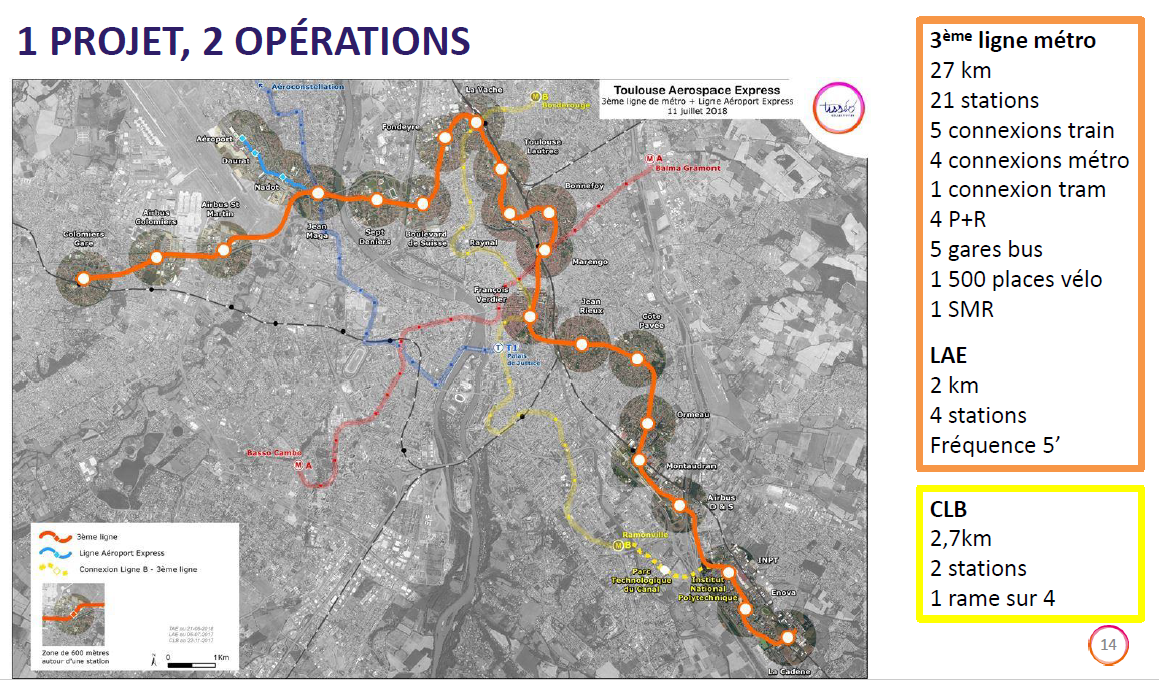 1 PROJET, 2 OPÉRATIONS
Toulouse Aerospace Express
3ème ligne de métro + Ligne Aéroport Express
11 juillet 2018
Tisséo
Aéroconstellation
La Vache
M B
Borderouge
Fondeyre
Toulouse
Lautrec
Aéroport
Daurat
Nadot
M A
Balma Gramont
Bonnefoy
Airbus St
Martin
Airbus
Colomiers
Colomiers
Gare
Jean
Maga
Sept
Deniers
Boulevard
de Suisse
Raynal
Marengo
François
Verdier
Jean
Rieux
Côte
Pavée
T T1
Palais
de Justice
Ormeau
Basso Cambo
M A
Montaudran
Airbus
D & S
Ramonville
M B
Parc
Technologique
du Canal
Institut
National
Polytechnique
INPT
Enova
La Cadène
3ème ligne
Ligne Aéroport Express
Connexion Ligne B - 3ème ligne
Zone de 600 mètres
autour d'une station
N
0 1Km
3ème ligne métro
27 km
21 stations
5 connexions train
4 connexions métro
1 connexion tram
4 P+R
5 gares bus
1 500 places vélo
1 SMR
LAE
2 km
4 stations
Fréquence 5’
CLB
2,7km
2 stations
1 rame sur 4
14